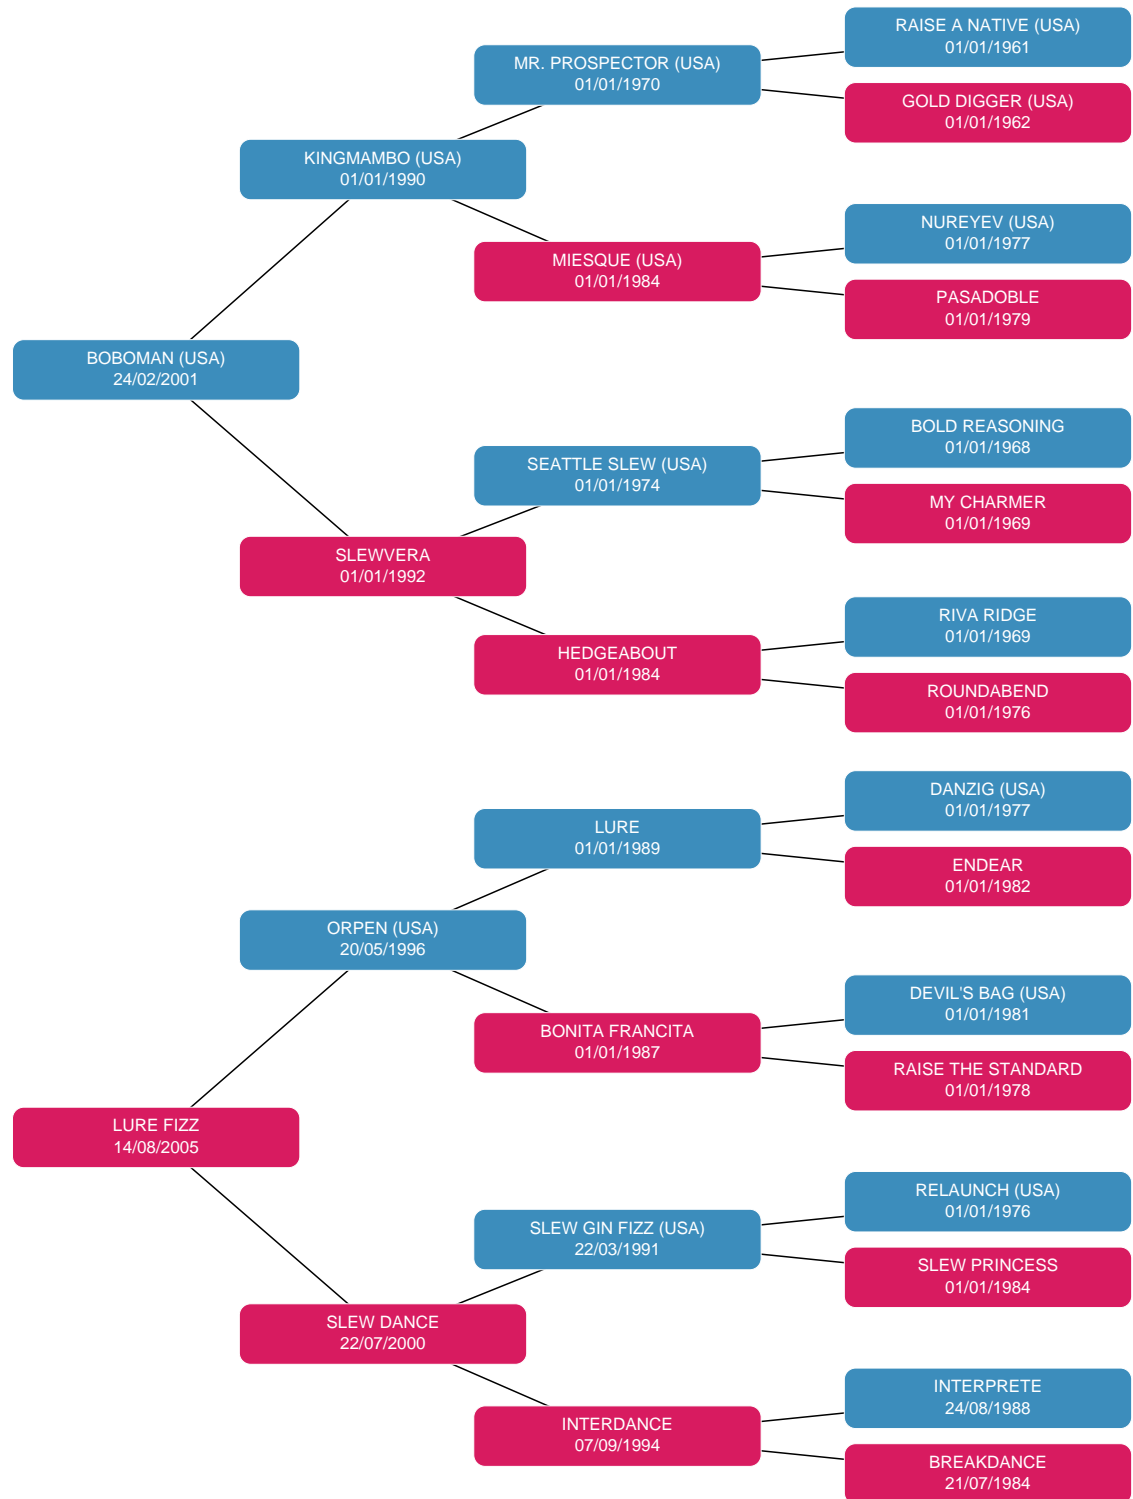 RAISE A NATIVE (USA)
01/01/1961
MR. PROSPECTOR (USA)
01/01/1970
GOLD DIGGER (USA)
01/01/1962
KINGMAMBO (USA)
01/01/1990
NUREYEV (USA)
01/01/1977
MIESQUE (USA)
01/01/1984
PASADOBLE
01/01/1979
BOBOMAN (USA)
24/02/2001
BOLD REASONING
01/01/1968
SEATTLE SLEW (USA)
01/01/1974
MY CHARMER
01/01/1969
SLEWVERA
01/01/1992
RIVA RIDGE
01/01/1969
HEDGEABOUT
01/01/1984
ROUNDABEND
01/01/1976
DANZIG (USA)
01/01/1977
LURE
01/01/1989
ENDEAR
01/01/1982
ORPEN (USA)
20/05/1996
DEVIL'S BAG (USA)
01/01/1981
BONITA FRANCITA
01/01/1987
RAISE THE STANDARD
01/01/1978
LURE FIZZ
14/08/2005
RELAUNCH (USA)
01/01/1976
SLEW GIN FIZZ (USA)
22/03/1991
SLEW PRINCESS
01/01/1984
SLEW DANCE
22/07/2000
INTERPRETE
24/08/1988
INTERDANCE
07/09/1994
BREAKDANCE
21/07/1984